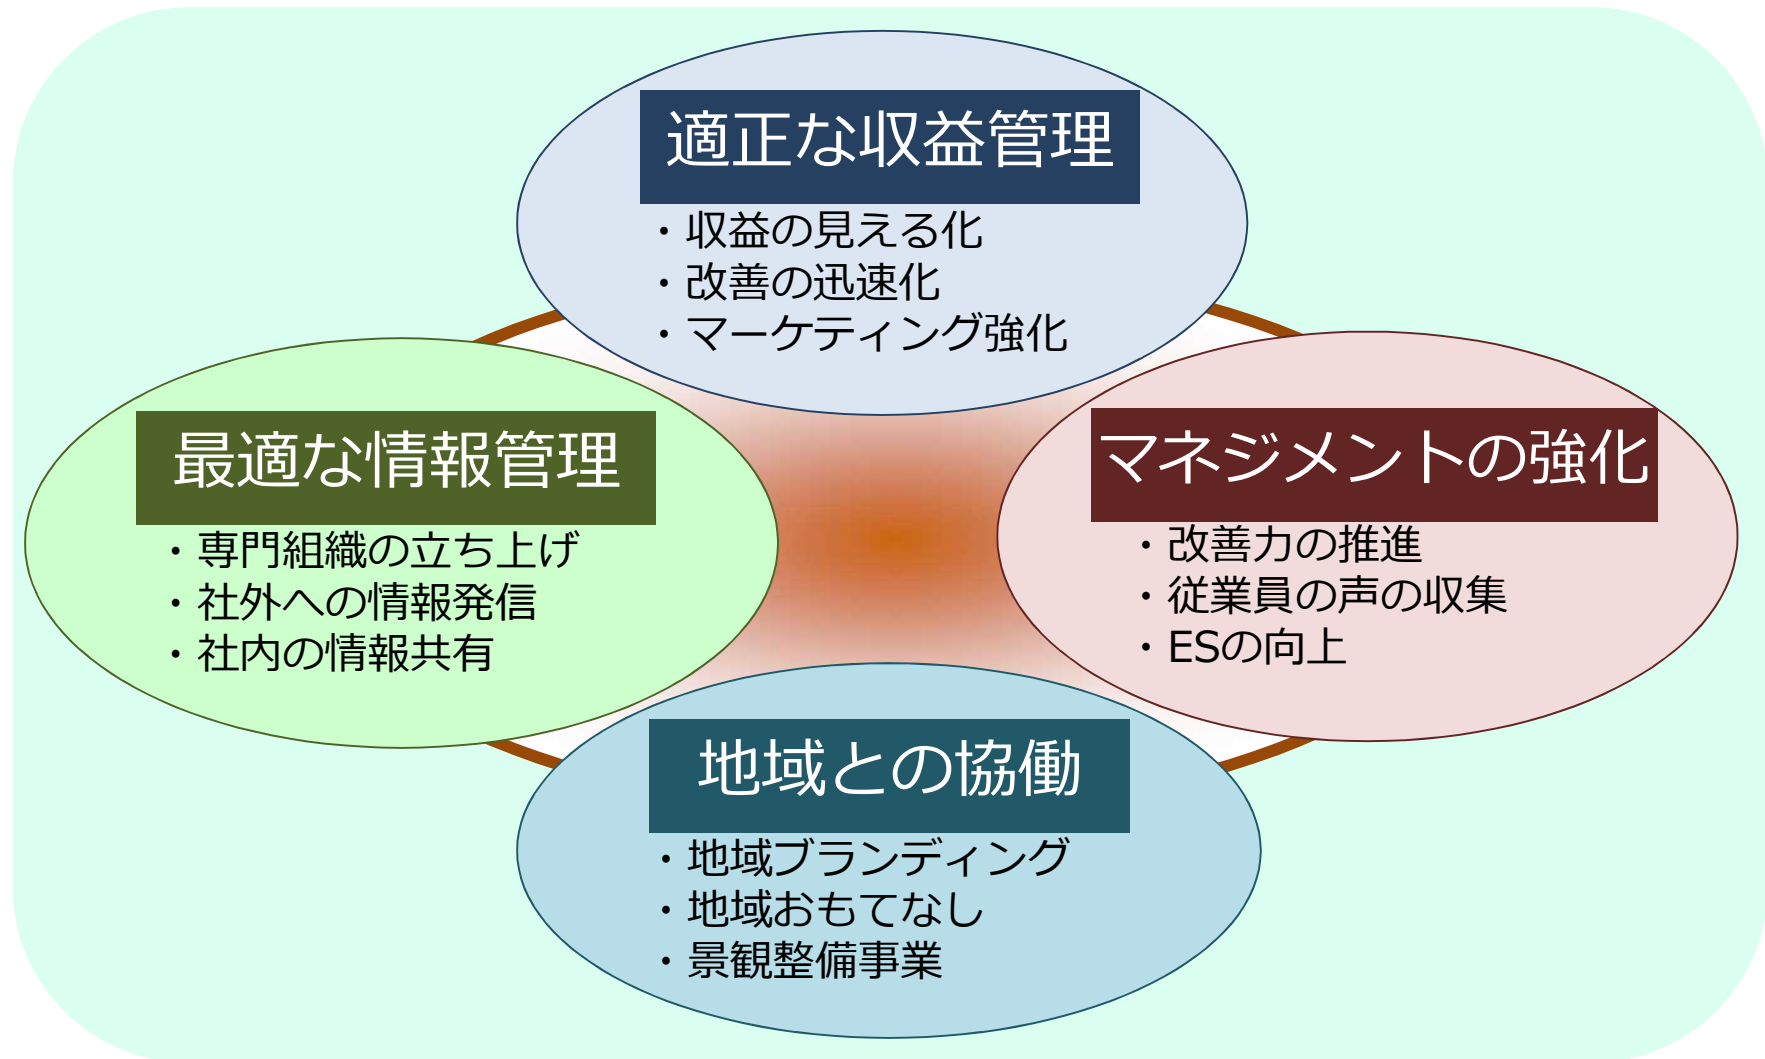 適正な収益管理
・収益の見える化
・改善の迅速化
・マーケティング強化
最適な情報管理
・専門組織の立ち上げ
・社外への情報発信
・社内の情報共有
マネジメントの強化
・改善力の推進
・従業員の声の収集
・ESの向上
地域との協働
・地域ブランディング
・地域おもてなし
・景観整備事業